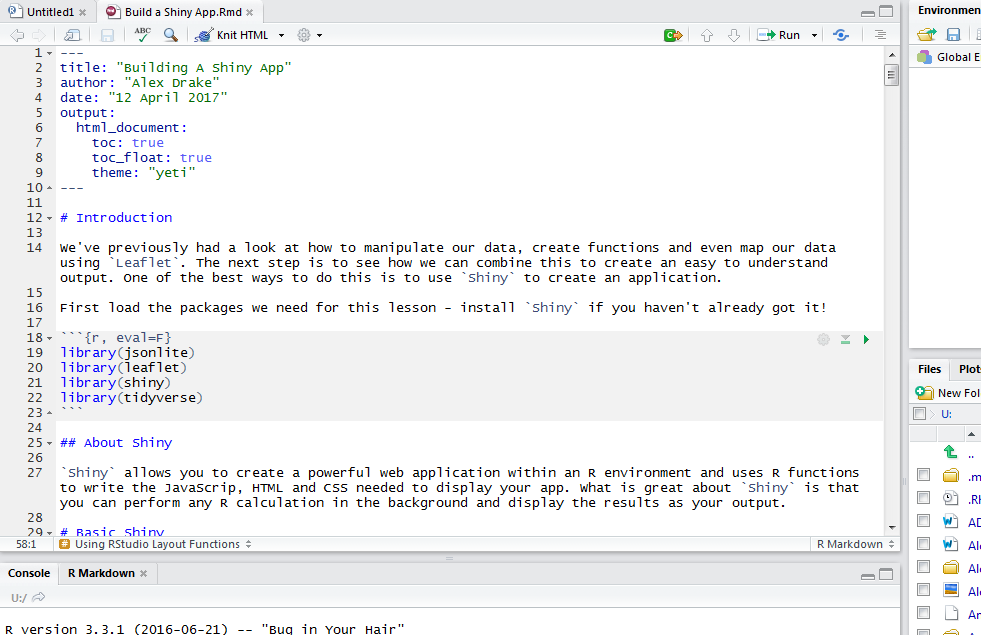 Untitled1 × Build a Shiny App.Rmd ×
ABC Knit HTML Run
1 ---
2 title: "Building A Shiny App"
3 author: "Alex Drake"
4 date: "12 April 2017"
5 output:
6 html_document:
7 toc: true
8 toc_float: true
9 theme: "yeti"
10 ---
11
12 # Introduction
13
14 We've previously had a look at how to manipulate our data, create functions and even map our data
using `Leaflet`. The next step is to see how we can combine this to create an easy to understand
output. One of the best ways to do this is to use `Shiny` to create an application.
15
16 First load the packages we need for this lesson - install `Shiny` if you haven't already got it!
17
18 ```{r, eval=F}
19 library(jsonlite)
20 library(leaflet)
21 library(shiny)
22 library(tidyverse)
23 ```
24
25 ## About Shiny
26
27 `Shiny` allows you to create a powerful web application within an R environment and uses R functions
to write the JavaScrip, HTML and CSS needed to display your app. What is great about `Shiny` is that
you can perform any R calculation in the background and display the results as your output.
28
29 # Basic Shiny
58:1 # Using RStudio Layout Functions R Markdown
Console R Markdown ×
U:/
R version 3.3.1 (2016-06-21) -- "Bug in Your Hair"
Environmen
Global E
Files Plot
New Fol
U:
..
.m
.RH
AD
Ale
Ale
Ale
An